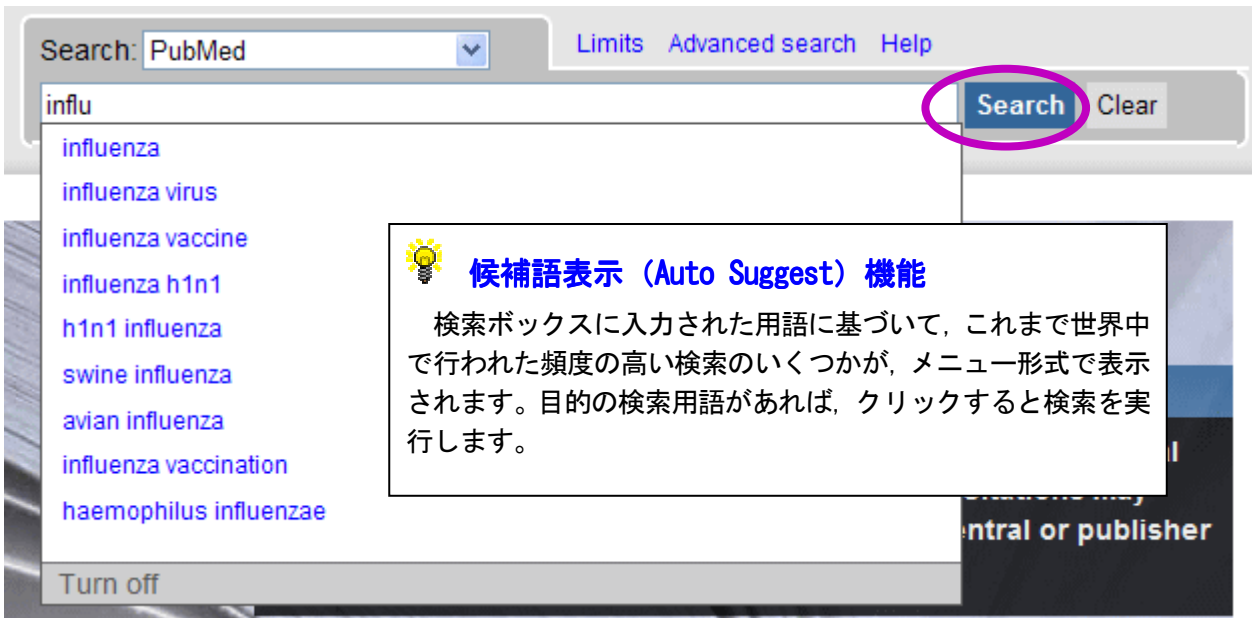 Search: PubMed Limits Advanced search Help
influ Search Clear
influenza
influenza virus
influenza vaccine
influenza h1n1
h1n1 influenza
swine influenza
avian influenza
influenza vaccination
haemophilus influenzae
Turn off
候補語表示（Auto Suggest）機能
検索ボックスに入力された用語に基づいて，これまで世界中
で行われた頻度の高い検索のいくつかが，メニュー形式で表示
されます。目的の検索用語があれば，クリックすると検索を実
行します。
may
or publisher